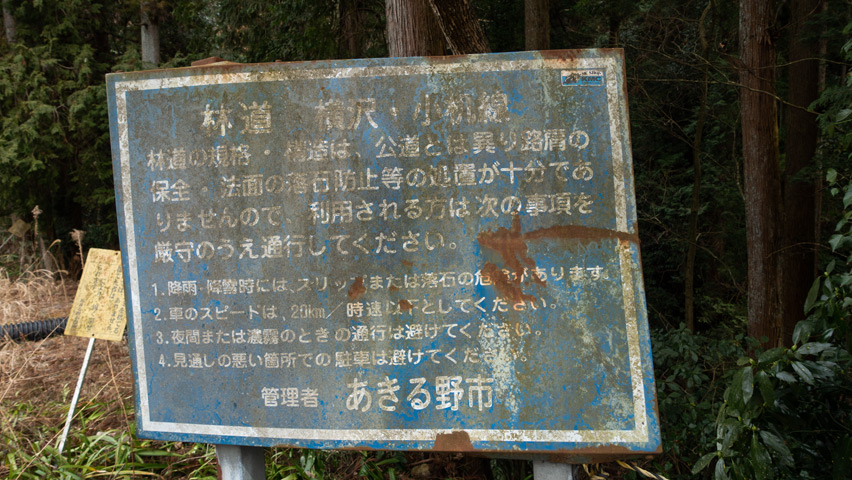 林道 横沢・小机線
林道の規格・構造は、公道とは異り路肩の
保全・法面の落石防止等の処置が十分であ
りませんので、利用される方は次の事項を
厳守のうえ通行してください。
1.降雨・降雪時には、スリップまたは落石の危険があります。
2.車のスピードは、20km/時速以下としてください。
3.夜間または濃霧のときの通行は避けてください。
4.見通しの悪い箇所での駐車は避けてください。
管理者 あきる野市